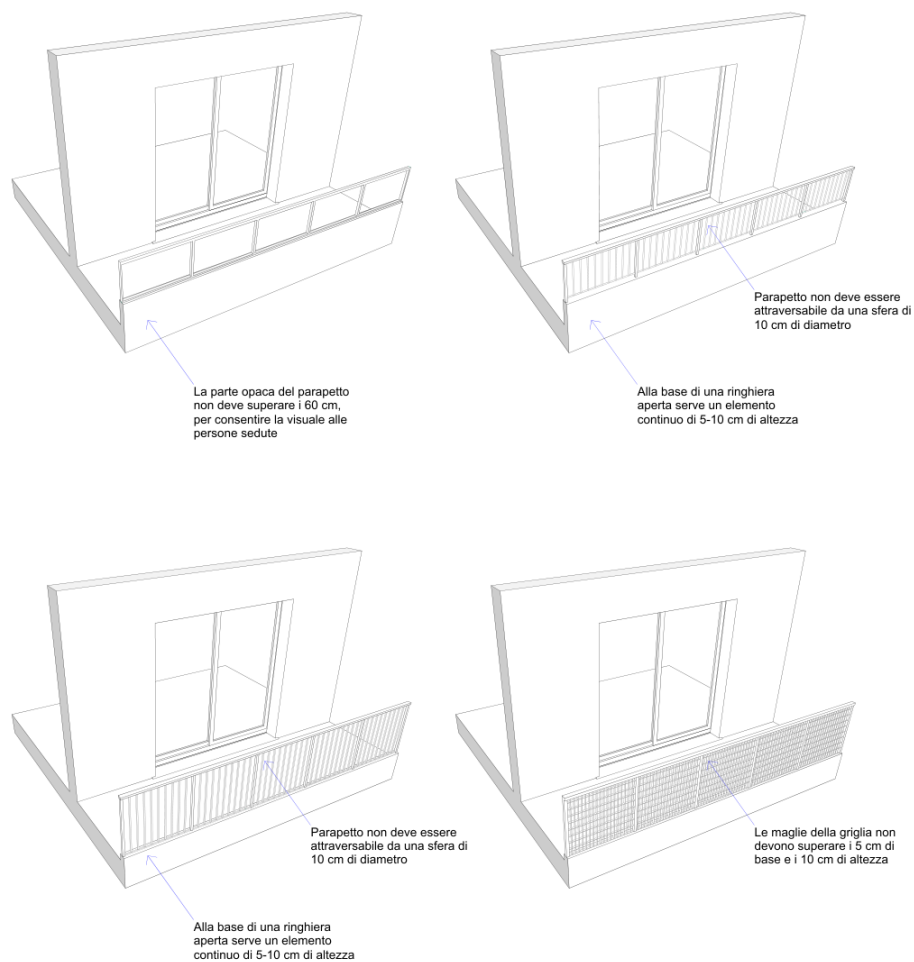 Parapetto non deve essere
attraversabile da una sfera di
10 cm di diametro
La parte opaca del parapetto
non deve superare i 60 cm,
per consentire la visuale alle
persone sedute
Alla base di una ringhiera
aperta serve un elemento
continuo di 5-10 cm di altezza
Parapetto non deve essere
attraversabile da una sfera di
10 cm di diametro
Le maglie della griglia non
devono superare i 5 cm di
base e i 10 cm di altezza
Alla base di una ringhiera
aperta serve un elemento
continuo di 5-10 cm di altezza